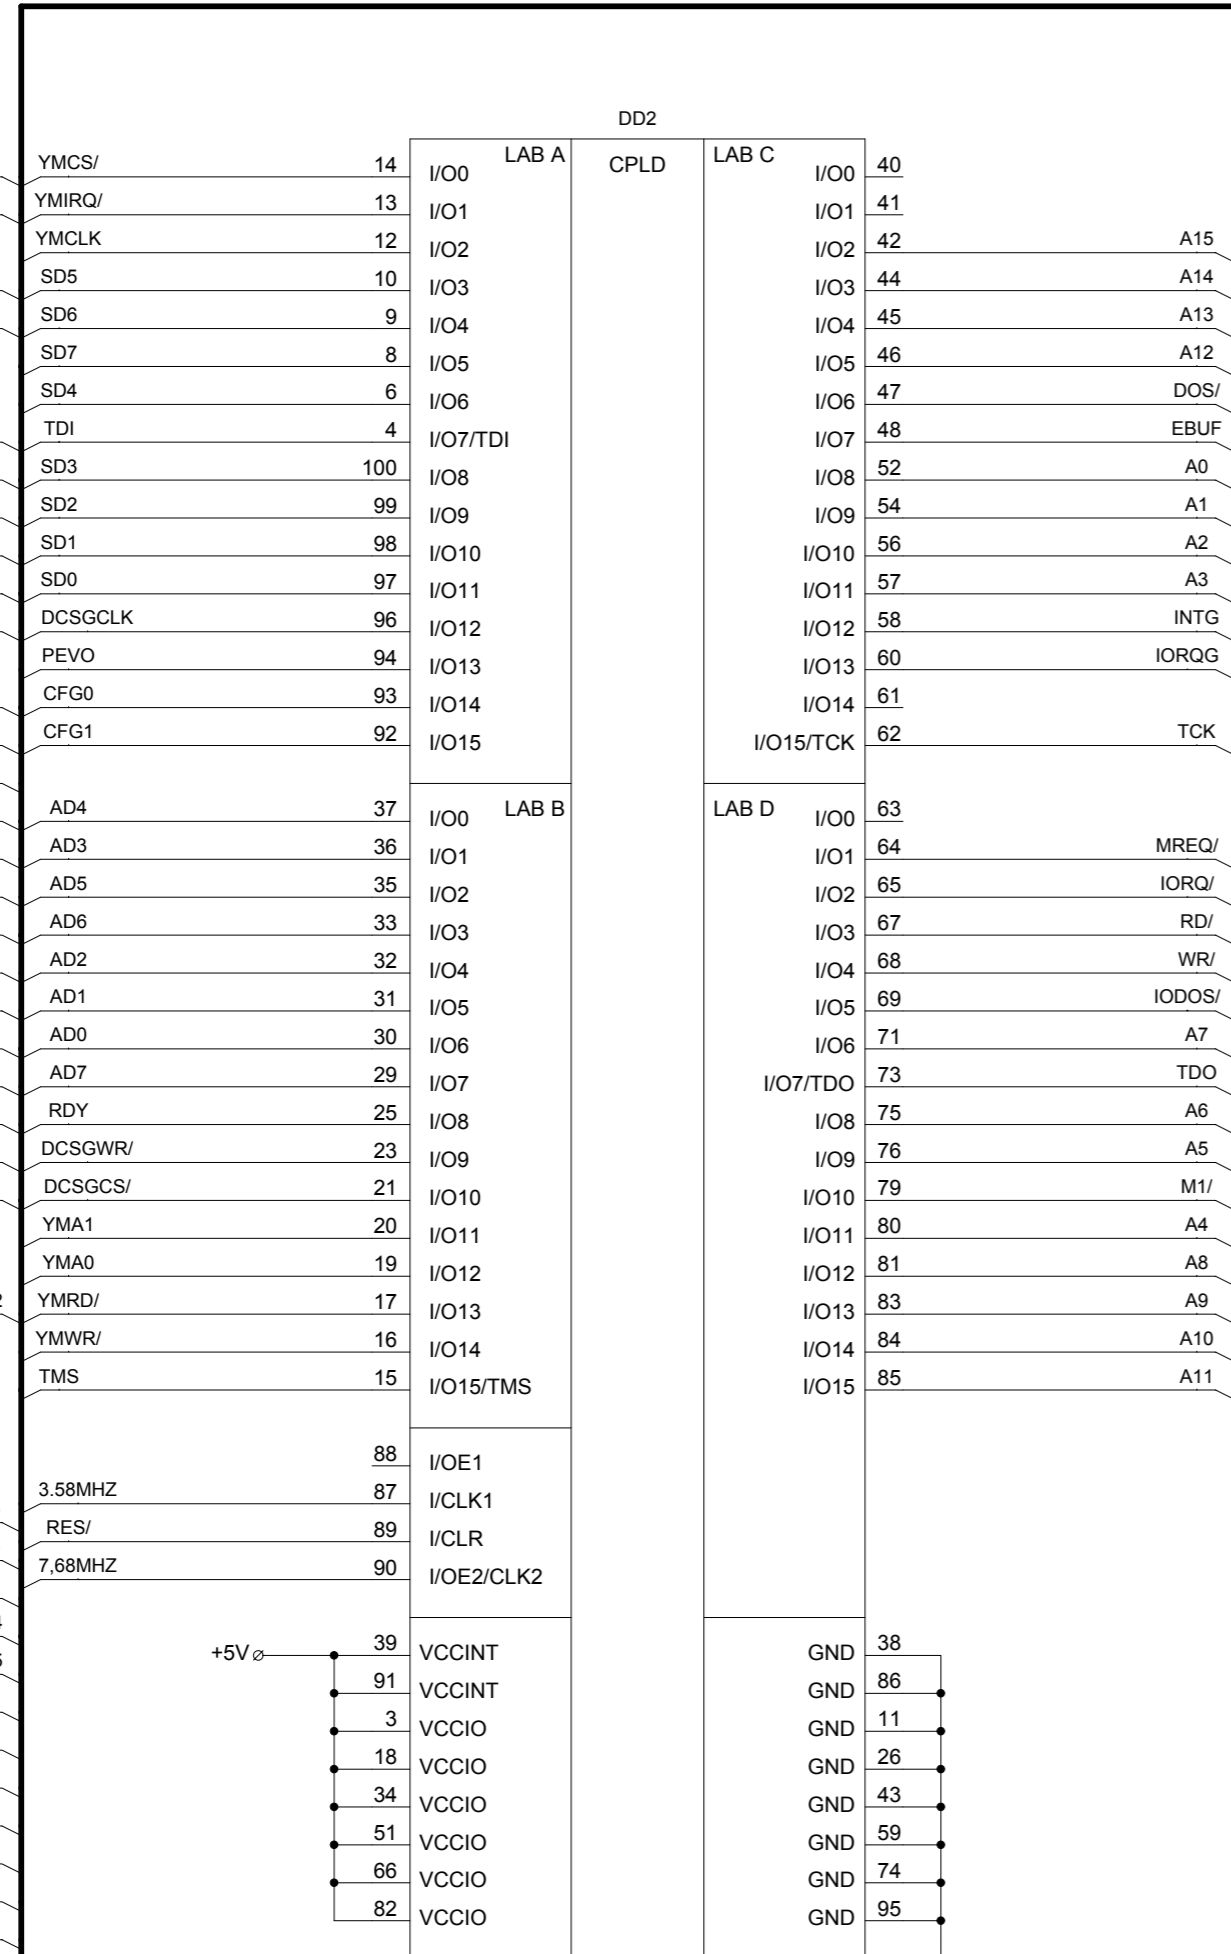 DD2
LAB A CPLD LAB C
YMCS/ 14 I/O0 I/O0 40
YMIRQ/ 13 I/O1 I/O1 41
YMCLK 12 I/O2 I/O2 42 A15
SD5 10 I/O3 I/O3 44 A14
SD6 9 I/O4 I/O4 45 A13
SD7 8 I/O5 I/O5 46 A12
SD4 6 I/O6 I/O6 47 DOS/
TDI 4 I/O7/TDI I/O7 48 EBUF
SD3 100 I/O8 I/O8 52 A0
SD2 99 I/O9 I/O9 54 A1
SD1 98 I/O10 I/O10 56 A2
SD0 97 I/O11 I/O11 57 A3
DCSGCLK 96 I/O12 I/O12 58 INTG
PEVO 94 I/O13 I/O13 60 IORQG
CFG0 93 I/O14 I/O14 61
CFG1 92 I/O15 I/O15/TCK 62 TCK
LAB B LAB D
AD4 37 I/O0 I/O0 63
AD3 36 I/O1 I/O1 64 MREQ/
AD5 35 I/O2 I/O2 65 IORQ/
AD6 33 I/O3 I/O3 67 RD/
AD2 32 I/O4 I/O4 68 WR/
AD1 31 I/O5 I/O5 69 IODOS/
AD0 30 I/O6 I/O6 71 A7
AD7 29 I/O7 I/O7/TDO 73 TDO
RDY 25 I/O8 I/O8 75 A6
DCSGWR/ 23 I/O9 I/O9 76 A5
DCSGCS/ 21 I/O10 I/O10 79 M1/
YMA1 20 I/O11 I/O11 80 A4
YMA0 19 I/O12 I/O12 81 A8
YMRD/ 17 I/O13 I/O13 83 A9
YMWR/ 16 I/O14 I/O14 84 A10
TMS 15 I/O15/TMS I/O15 85 A11
88 I/OE1
3.58MHZ 87 I/CLK1
RES/ 89 I/CLR
7,68MHZ 90 I/OE2/CLK2
+5V 39 VCCINT GND 38
91 VCCINT GND 86
3 VCCIO GND 11
18 VCCIO GND 26
34 VCCIO GND 43
51 VCCIO GND 59
66 VCCIO GND 74
82 VCCIO GND 95